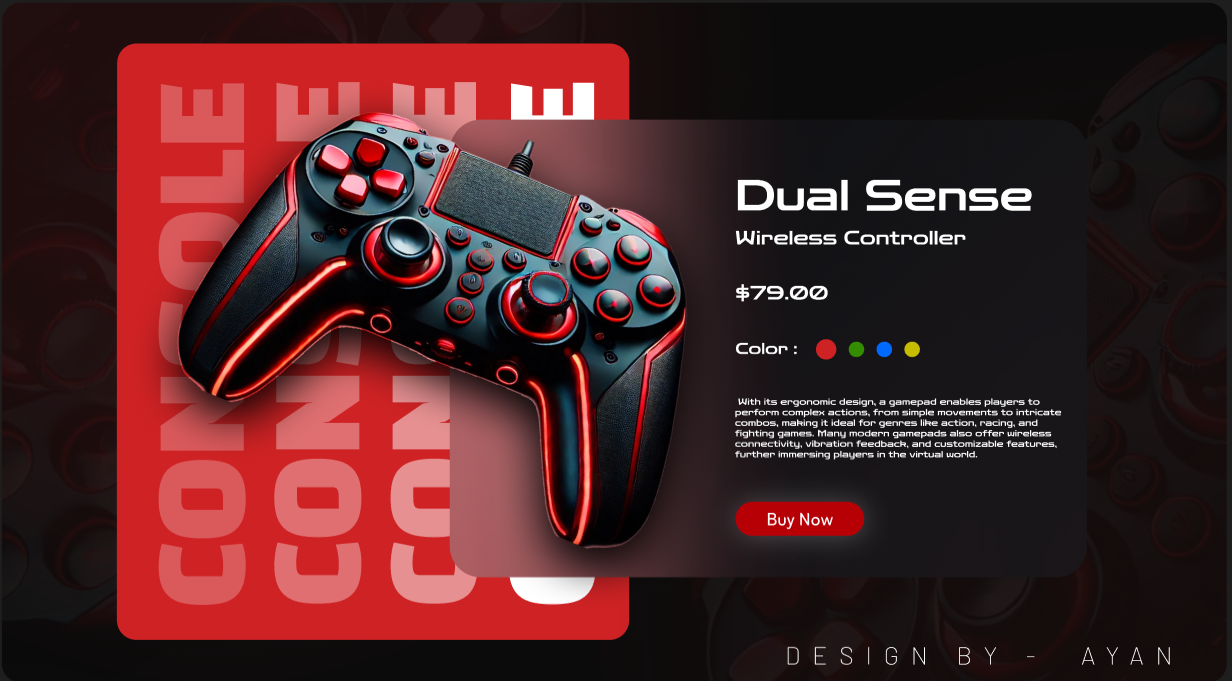 CONSOLE
CONSOLE
CONSOLE
Dual Sense
Wireless Controller
$79.00
Color :
With its ergonomic design, a gamepad enables players to
perform complex actions, from simple movements to intricate
combos, making it ideal for genres like action, racing, and
fighting games. Many modern gamepads also offer wireless
connectivity, vibration feedback, and customizable features,
further immersing players in the virtual world.
Buy Now
DESIGN BY - AYAN